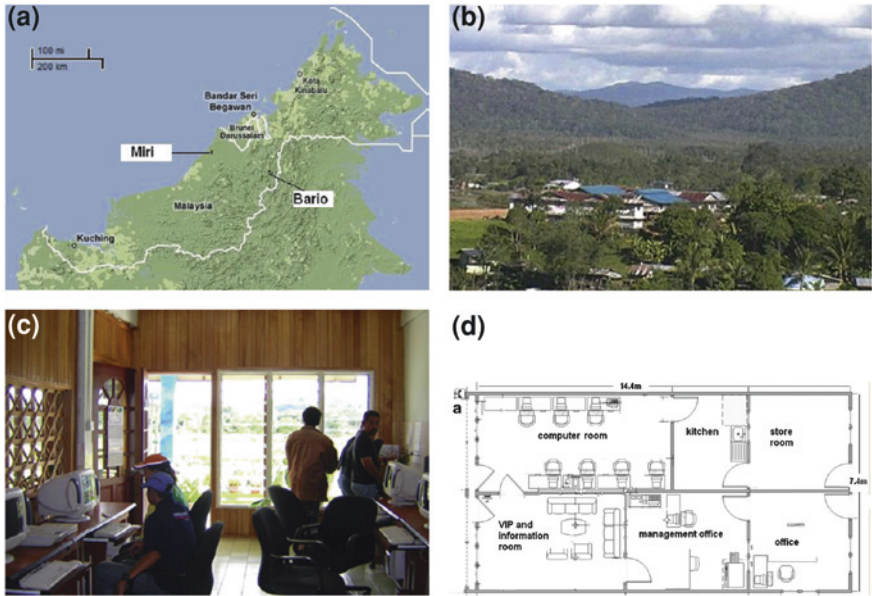 (a)
100 mi
200 km
Kota
Kinabalu
Bandar Seri
Begawan
Brunei
Darussalam
Miri
Bario
Malaysia
Kuching
(b)
(c)
(d)
14.4m
a
computer room
kitchen
store
room
7.4m
VIP and
Information
room
management office
office